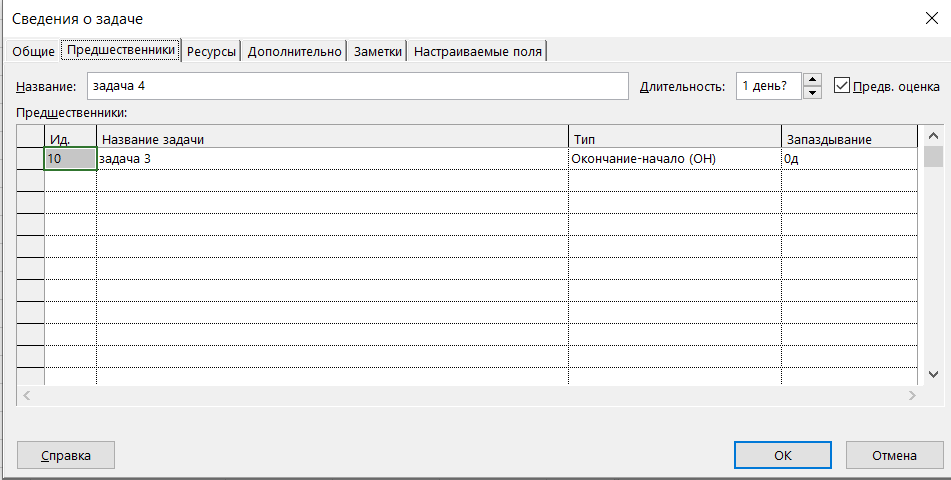 Сведения о задаче
Общие Предшественники Ресурсы Дополнительно Заметки Настраиваемые поля
Название: задача 4 Длительность: 1 день? Предв. оценка
Предшественники:
Ид. Название задачи Тип Запаздывание
10 задача 3 Окончание-начало (ОН) 0д
Справка ОК Отмена